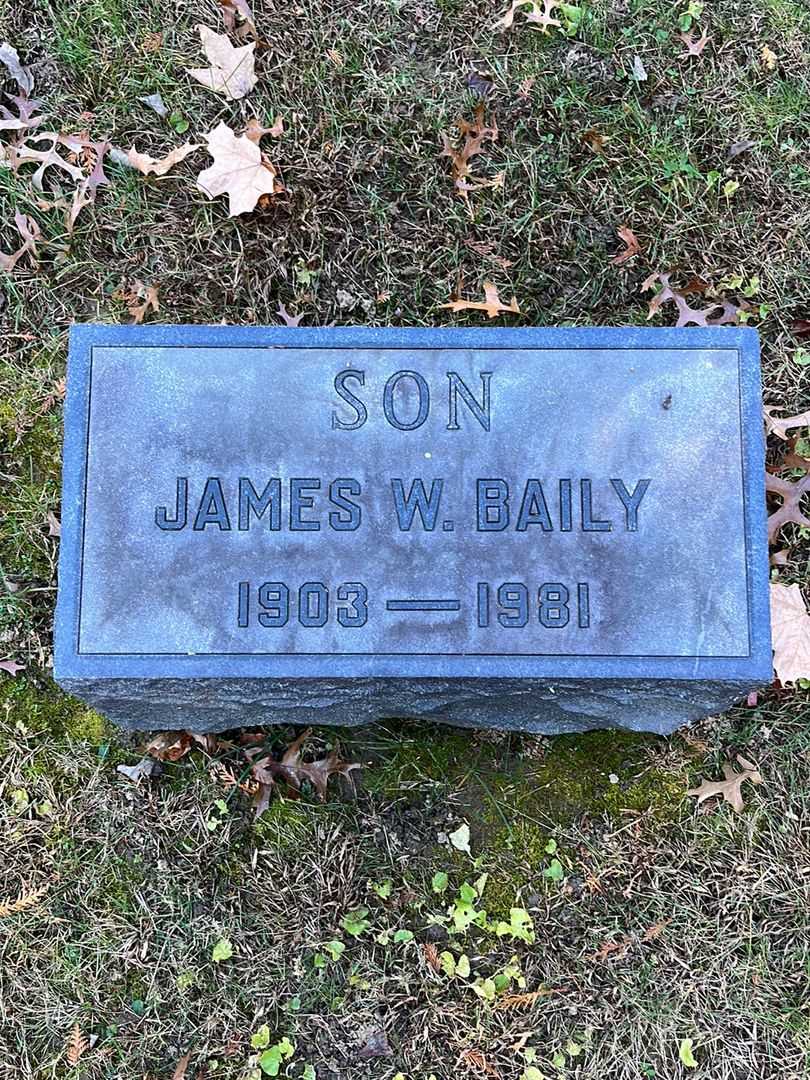 SON
JAMES W. BAILY
1903 — 1981